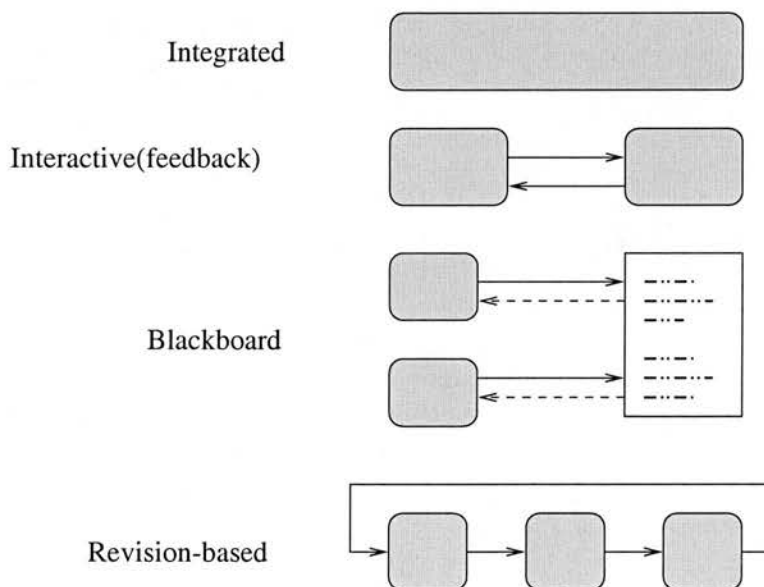 Integrated
Interactive(feedback)
Blackboard
Revision-based